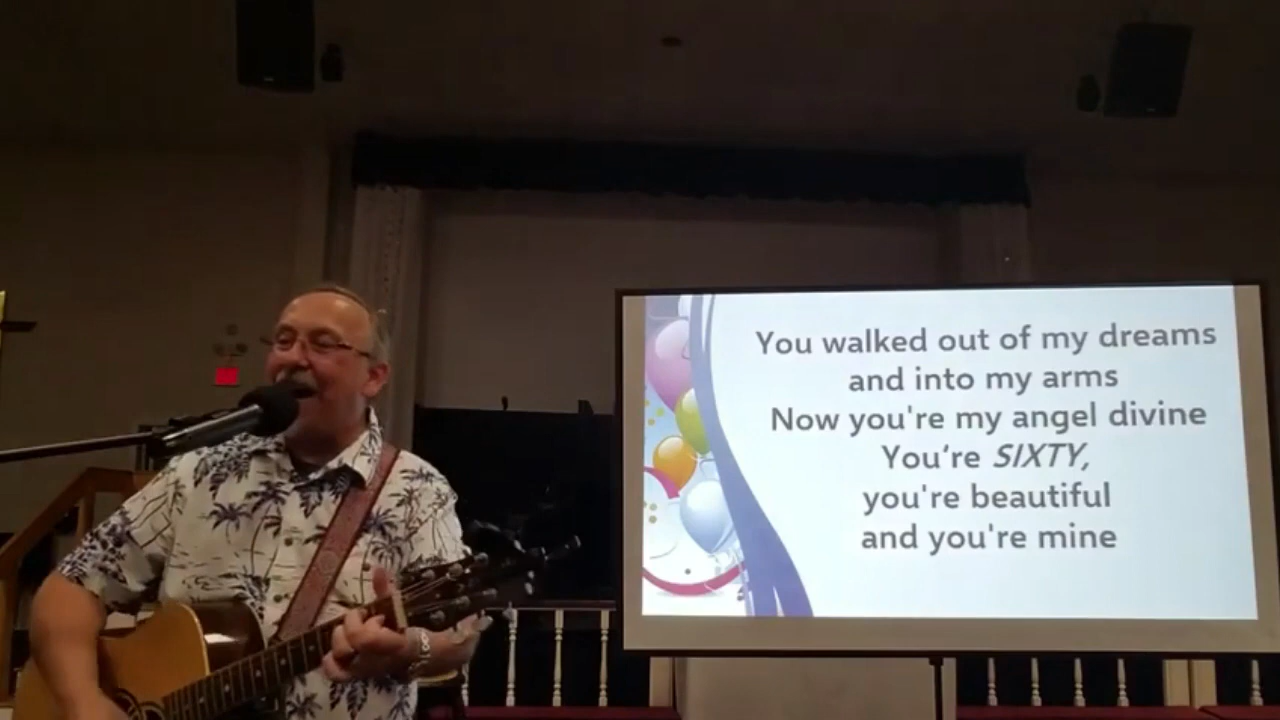 You walked out of my dreams
and into my arms
Now you're my angel divine
You're SIXTY,
you're beautiful
and you're mine